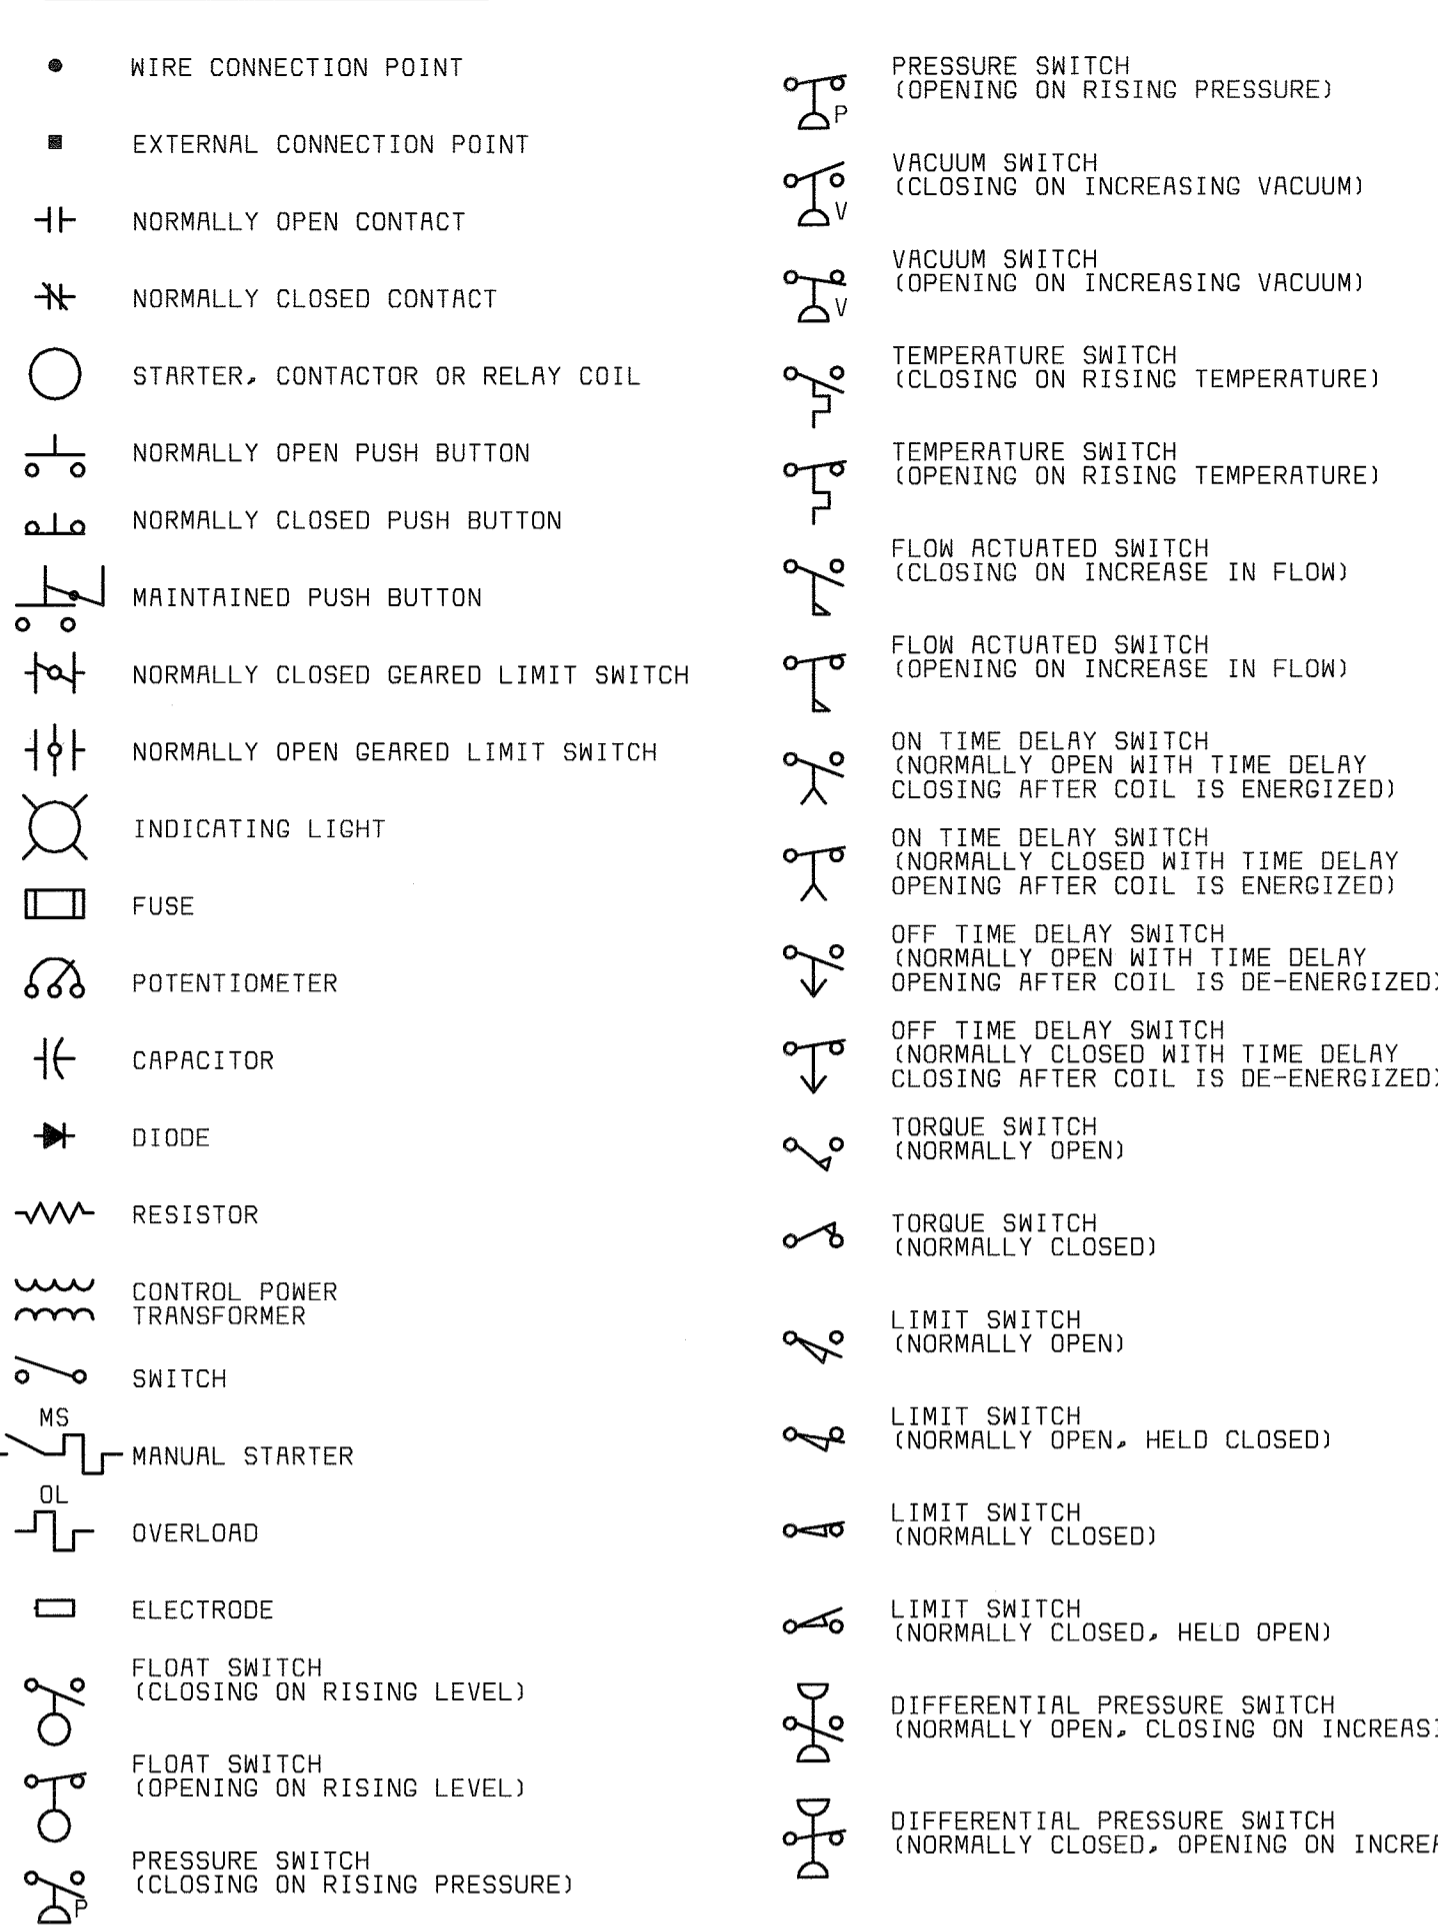 WIRE CONNECTION POINT
EXTERNAL CONNECTION POINT
NORMALLY OPEN CONTACT
NORMALLY CLOSED CONTACT
STARTER, CONTACTOR OR RELAY COIL
NORMALLY OPEN PUSH BUTTON
NORMALLY CLOSED PUSH BUTTON
MAINTAINED PUSH BUTTON
NORMALLY CLOSED GEARED LIMIT SWITCH
NORMALLY OPEN GEARED LIMIT SWITCH
INDICATING LIGHT
FUSE
POTENTIOMETER
CAPACITOR
DIODE
RESISTOR
CONTROL POWER
TRANSFORMER
SWITCH
MS
MANUAL STARTER
OL
OVERLOAD
ELECTRODE
FLOAT SWITCH
(CLOSING ON RISING LEVEL)
FLOAT SWITCH
(OPENING ON RISING LEVEL)
PRESSURE SWITCH
(CLOSING ON RISING PRESSURE)
P
PRESSURE SWITCH
(OPENING ON RISING PRESSURE)
P
VACUUM SWITCH
(CLOSING ON INCREASING VACUUM)
V
VACUUM SWITCH
(OPENING ON INCREASING VACUUM)
V
TEMPERATURE SWITCH
(CLOSING ON RISING TEMPERATURE)
TEMPERATURE SWITCH
(OPENING ON RISING TEMPERATURE)
FLOW ACTUATED SWITCH
(CLOSING ON INCREASE IN FLOW)
FLOW ACTUATED SWITCH
(OPENING ON INCREASE IN FLOW)
ON TIME DELAY SWITCH
(NORMALLY OPEN WITH TIME DELAY
CLOSING AFTER COIL IS ENERGIZED)
ON TIME DELAY SWITCH
(NORMALLY CLOSED WITH TIME DELAY
OPENING AFTER COIL IS ENERGIZED)
OFF TIME DELAY SWITCH
(NORMALLY OPEN WITH TIME DELAY
OPENING AFTER COIL IS DE-ENERGIZED)
OFF TIME DELAY SWITCH
(NORMALLY CLOSED WITH TIME DELAY
CLOSING AFTER COIL IS DE-ENERGIZED)
TORQUE SWITCH
(NORMALLY OPEN)
TORQUE SWITCH
(NORMALLY CLOSED)
LIMIT SWITCH
(NORMALLY OPEN)
LIMIT SWITCH
(NORMALLY OPEN, HELD CLOSED)
LIMIT SWITCH
(NORMALLY CLOSED)
LIMIT SWITCH
(NORMALLY CLOSED, HELD OPEN)
DIFFERENTIAL PRESSURE SWITCH
(NORMALLY OPEN, CLOSING ON
DIFFERENTIAL PRESSURE SWITCH
(NORMALLY CLOSED, OPENING ON